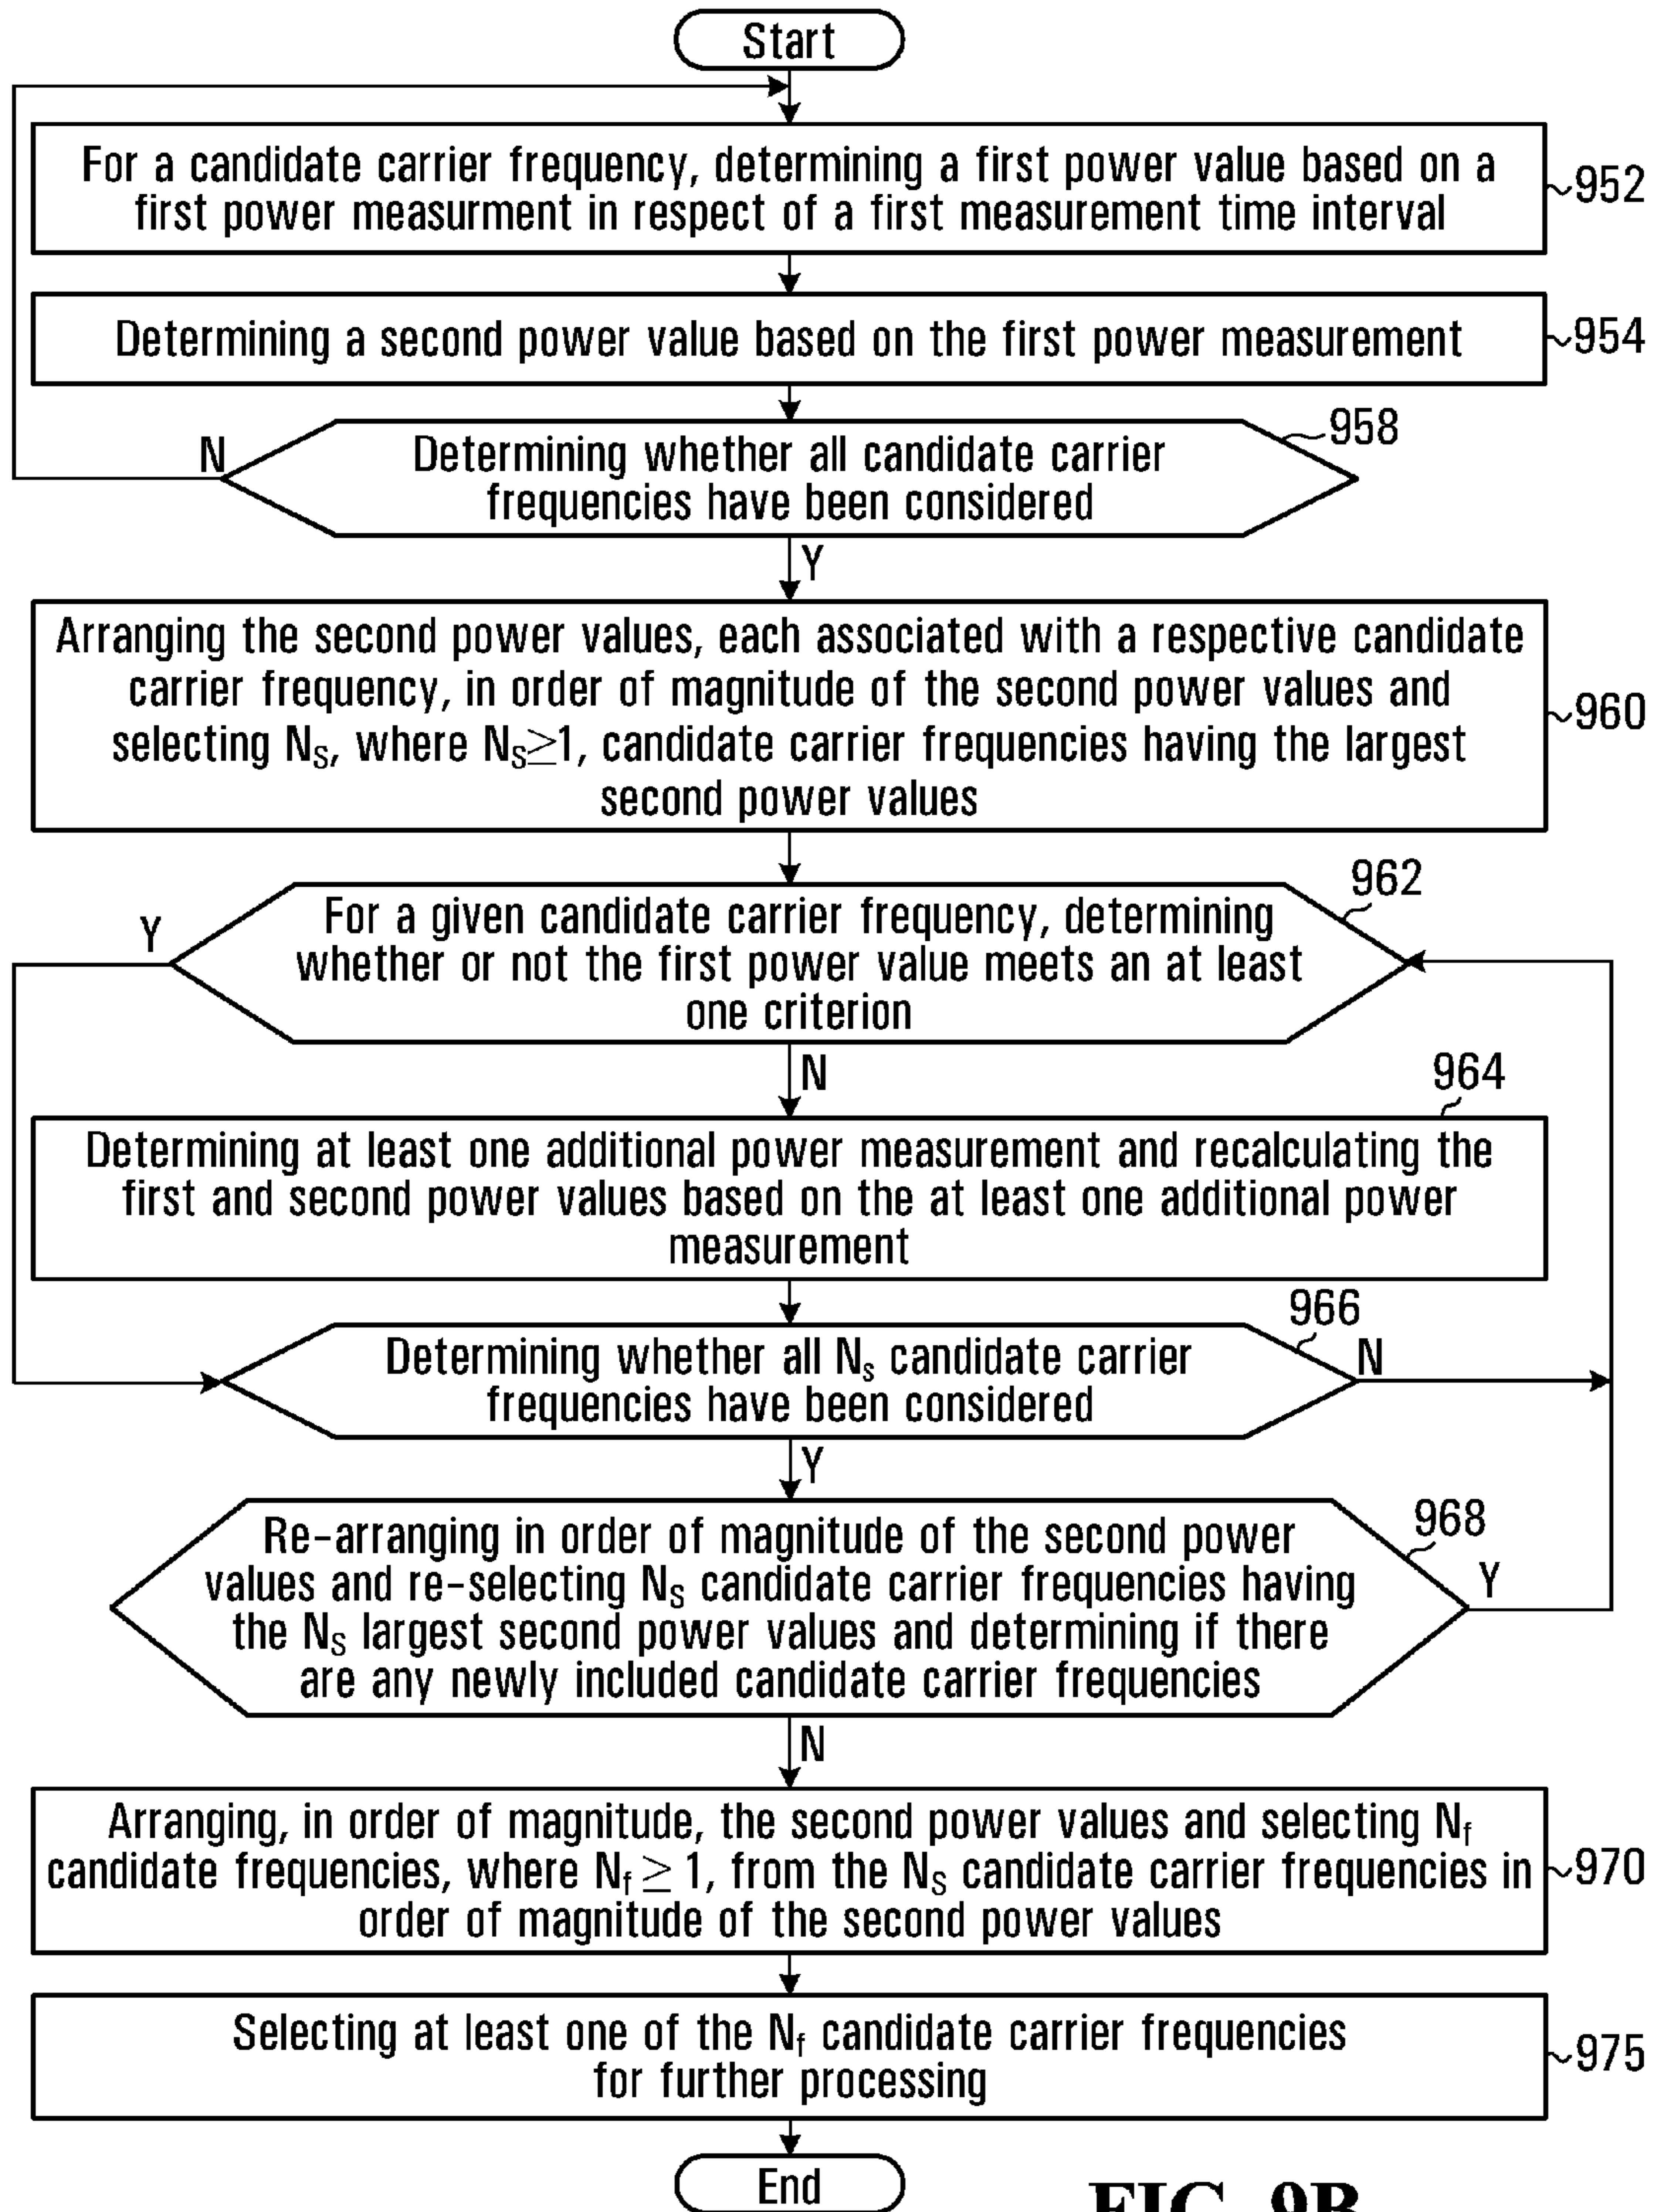 Start
For a candidate carrier frequency, determining a first power value based on a
first power measurment in respect of a first measurement time interval
952
Determining a second power value based on the first power measurement
954
958
N
Determining whether all candidate carrier
frequencies have been considered
Y
Arranging the second power values, each associated with a respective candidate
carrier frequency, in order of magnitude of the second power values and
selecting NS, where NS≥1, candidate carrier frequencies having the largest
second power values
960
962
Y
For a given candidate carrier frequency, determining
whether or not the first power value meets an at least
one criterion
N
964
Determining at least one additional power measurement and recalculating the
first and second power values based on the at least one additional power
measurement
966
Determining whether all Ns candidate carrier
frequencies have been considered
N
Y
968
Re-arranging in order of magnitude of the second power
values and re-selecting NS candidate carrier frequencies having
the NS largest second power values and determining if there
are any newly included candidate carrier frequencies
Y
N
Arranging, in order of magnitude, the second power values and selecting Nf
candidate frequencies, where Nf ≥ 1, from the NS candidate carrier frequencies in
order of magnitude of the second power values
970
Selecting at least one of the Nf candidate carrier frequencies
for further processing
975
End
FIG. 9B